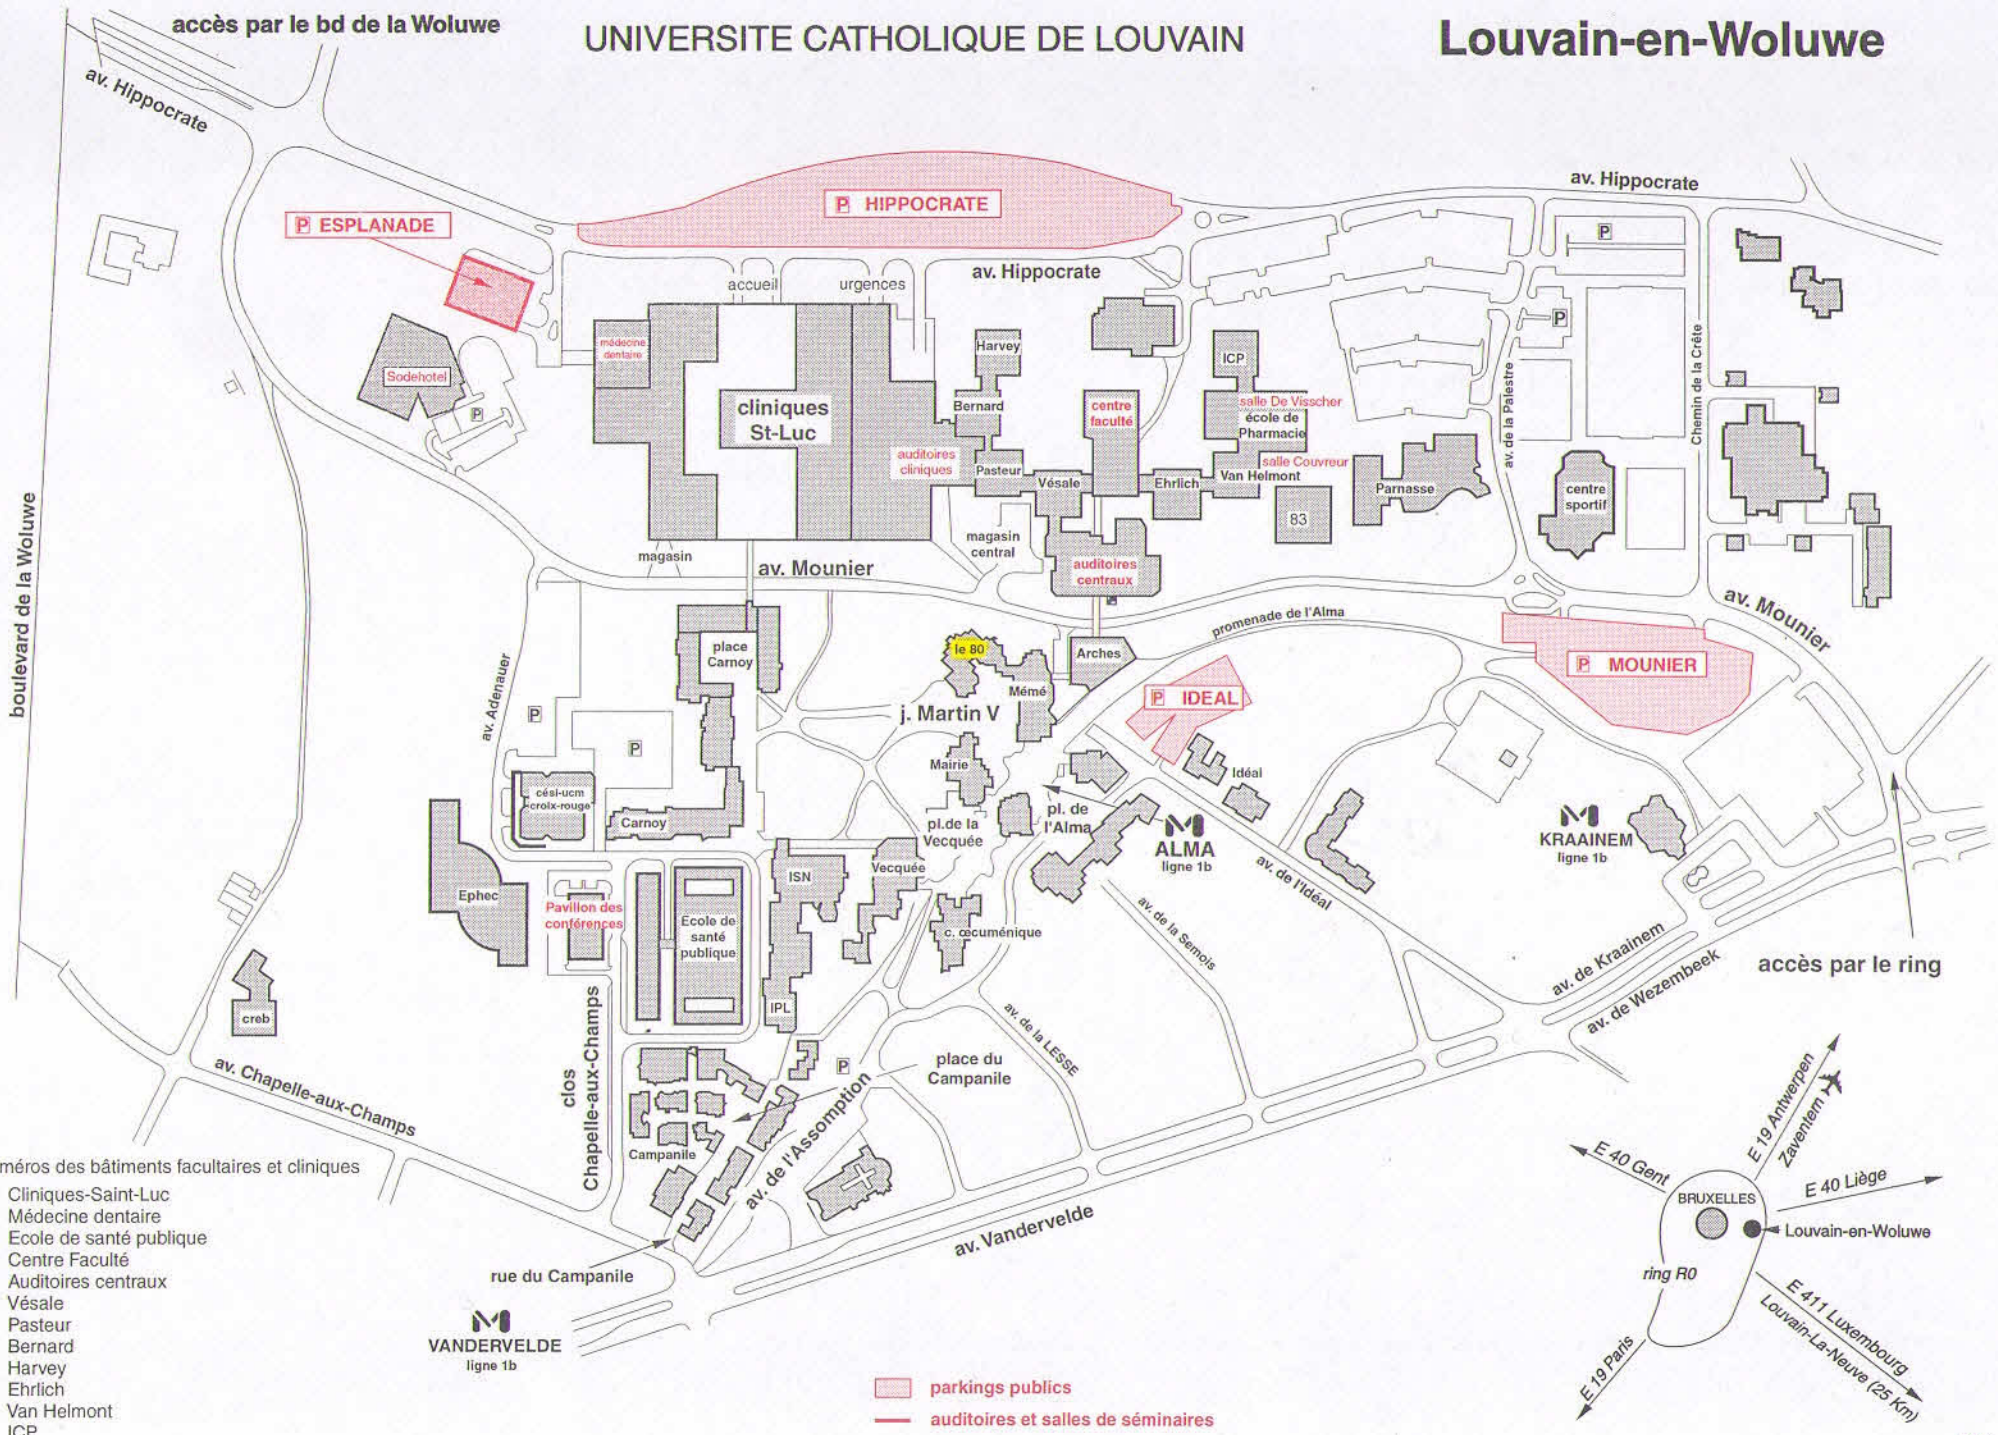 accès par le bd de la Woluwe
UNIVERSITE CATHOLIQUE DE LOUVAIN
Louvain-en-Woluwe
av. Hippocrate
av. Hippocrate
P HIPPOCRATE
P ESPLANADE
P
av. Hippocrate
accueil
urgences
médecine
dentaire
Harvey
ICP
P
Sodehotel
P
cliniques
St-Luc
Bernard
centre
faculté
salle De Visscher
école de
Pharmacie
av. de la Palestre
Chemin de la Crête
auditoires
cliniques
Pasteur
Vésale
Ehrlich
salle Couvreur
Van Helmont
Parnasse
centre
sportif
83
boulevard de la Woluwe
magasin
magasin
central
av. Mounier
auditoires
centraux
av. Mounier
promenade de l'Alma
place
Carnoy
le 80
Arches
Mémé
P MOUNIER
av. Adenauer
P
P
j. Martin V
P IDEAL
Mairie
Idéal
cési-ucm
croix-rouge
Carnoy
pl.de la
Vecquée
pl. de
l'Alma
ALMA
ligne 1b
KRAAINEM
ligne 1b
av. de l'Idéal
Ephec
Pavillon des
conférences
Ecole de
santé
publique
ISN
Vecquée
c. œcuménique
av. de la Semois
av. de Kraainem
av. de Wezembeek
accès par le ring
creb
IPL
clos
Chapelle-aux-Champs
av. de la LESSE
av. Chapelle-aux-Champs
P
place du
Campanile
Campanile
av. de l'Assomption
av. Vandervelde
rue du Campanile
VANDERVELDE
ligne 1b
méros des bâtiments facultaires et cliniques
Cliniques-Saint-Luc
Médecine dentaire
Ecole de santé publique
Centre Faculté
Auditoires centraux
Vésale
Pasteur
Bernard
Harvey
Ehrlich
Van Helmont
ICP
parkings publics
auditoires et salles de séminaires
E 19 Antwerpen
Zaventem
E 40 Gent
E 40 Liège
BRUXELLES
Louvain-en-Woluwe
ring R0
E 411 Luxembourg
Louvain-La-Neuve (25 Km)
E 19 Paris